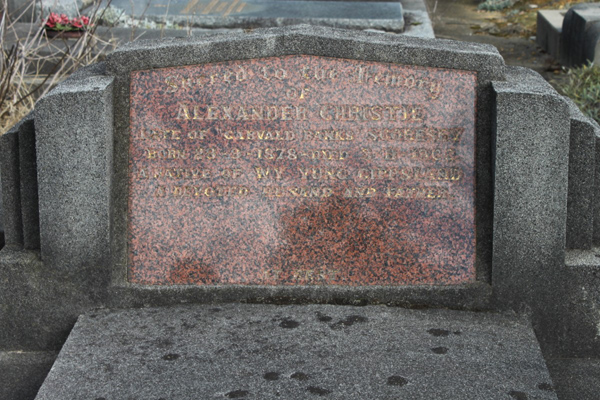 Sacred to the Memory
OF
ALEXANDER CHRISTIE
LATE OF "GARVALD BANKS"
BORN 23-4-1878 - DIED
A NATIVE OF WY YUNG GIPPSLAND
A DEVOTED HUSBAND AND FATHER